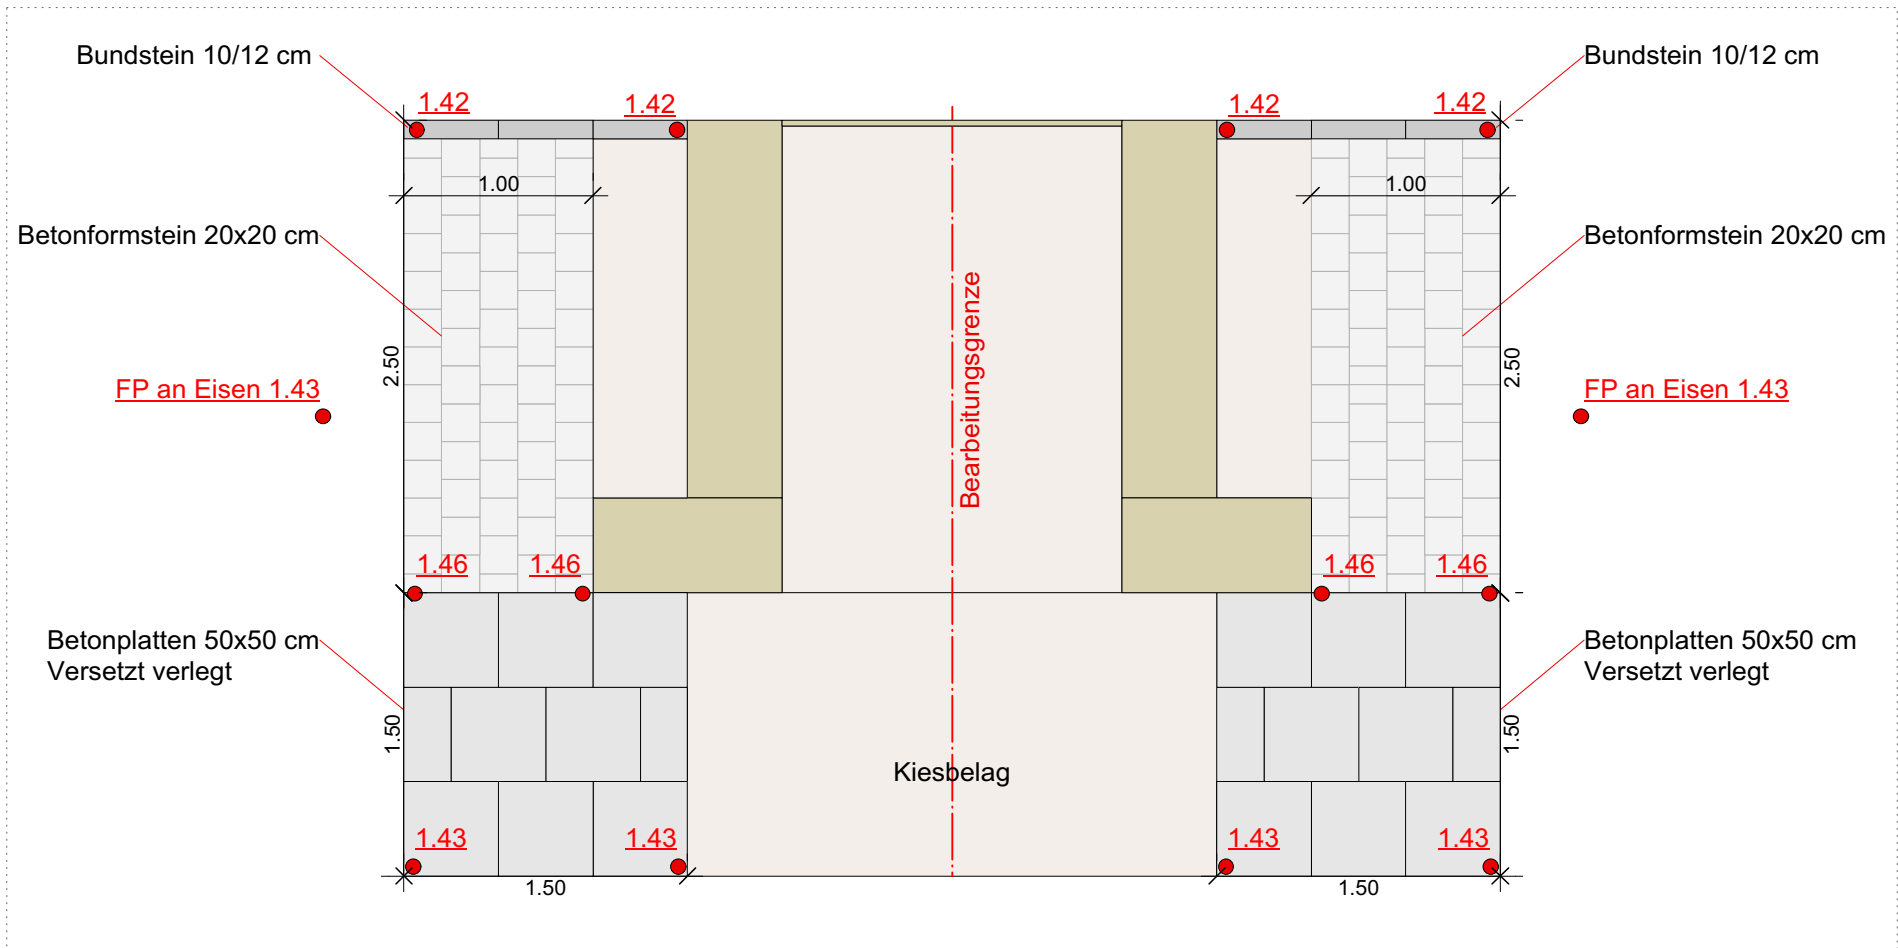 Bundstein 10/12 cm
Bundstein 10/12 cm
1.42
1.42
1.42
1.42
1.00
1.00
Betonformstein 20x20 cm
Betonformstein 20x20 cm
Bearbeitungsgrenze
2.50
2.50
FP an Eisen 1.43
FP an Eisen 1.43
1.46
1.46
1.46
1.46
Betonplatten 50x50 cm
Versetzt verlegt
Betonplatten 50x50 cm
Versetzt verlegt
1.50
1.50
Kiesbelag
1.43
1.43
1.43
1.43
1.50
1.50